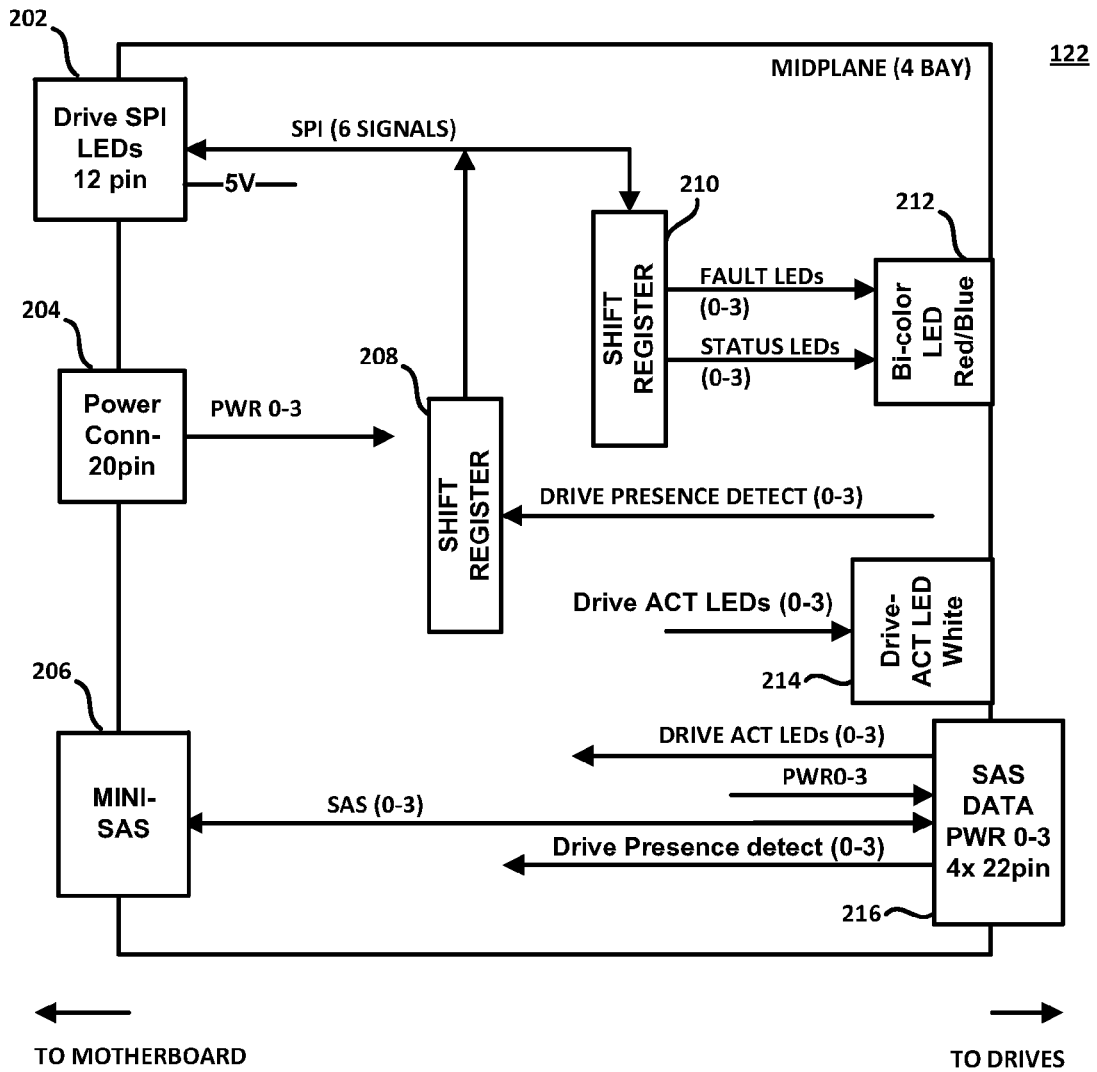 202
122
MIDPLANE (4 BAY)
Drive SPI
LEDs
12 pin
SPI (6 SIGNALS)
5V
210
212
SHIFT
REGISTER
FAULT LEDs
(0-3)
STATUS LEDs
(0-3)
Bi-color
LED
Red/Blue
204
Power
Conn-
20pin
PWR 0-3
208
SHIFT
REGISTER
DRIVE PRESENCE DETECT (0-3)
Drive ACT LEDs (0-3)
Drive-
ACT LED
White
214
206
MINI-
SAS
DRIVE ACT LEDs (0-3)
PWR0-3
SAS (0-3)
Drive Presence detect (0-3)
SAS
DATA
PWR 0-3
4x 22pin
216
TO MOTHERBOARD
TO DRIVES